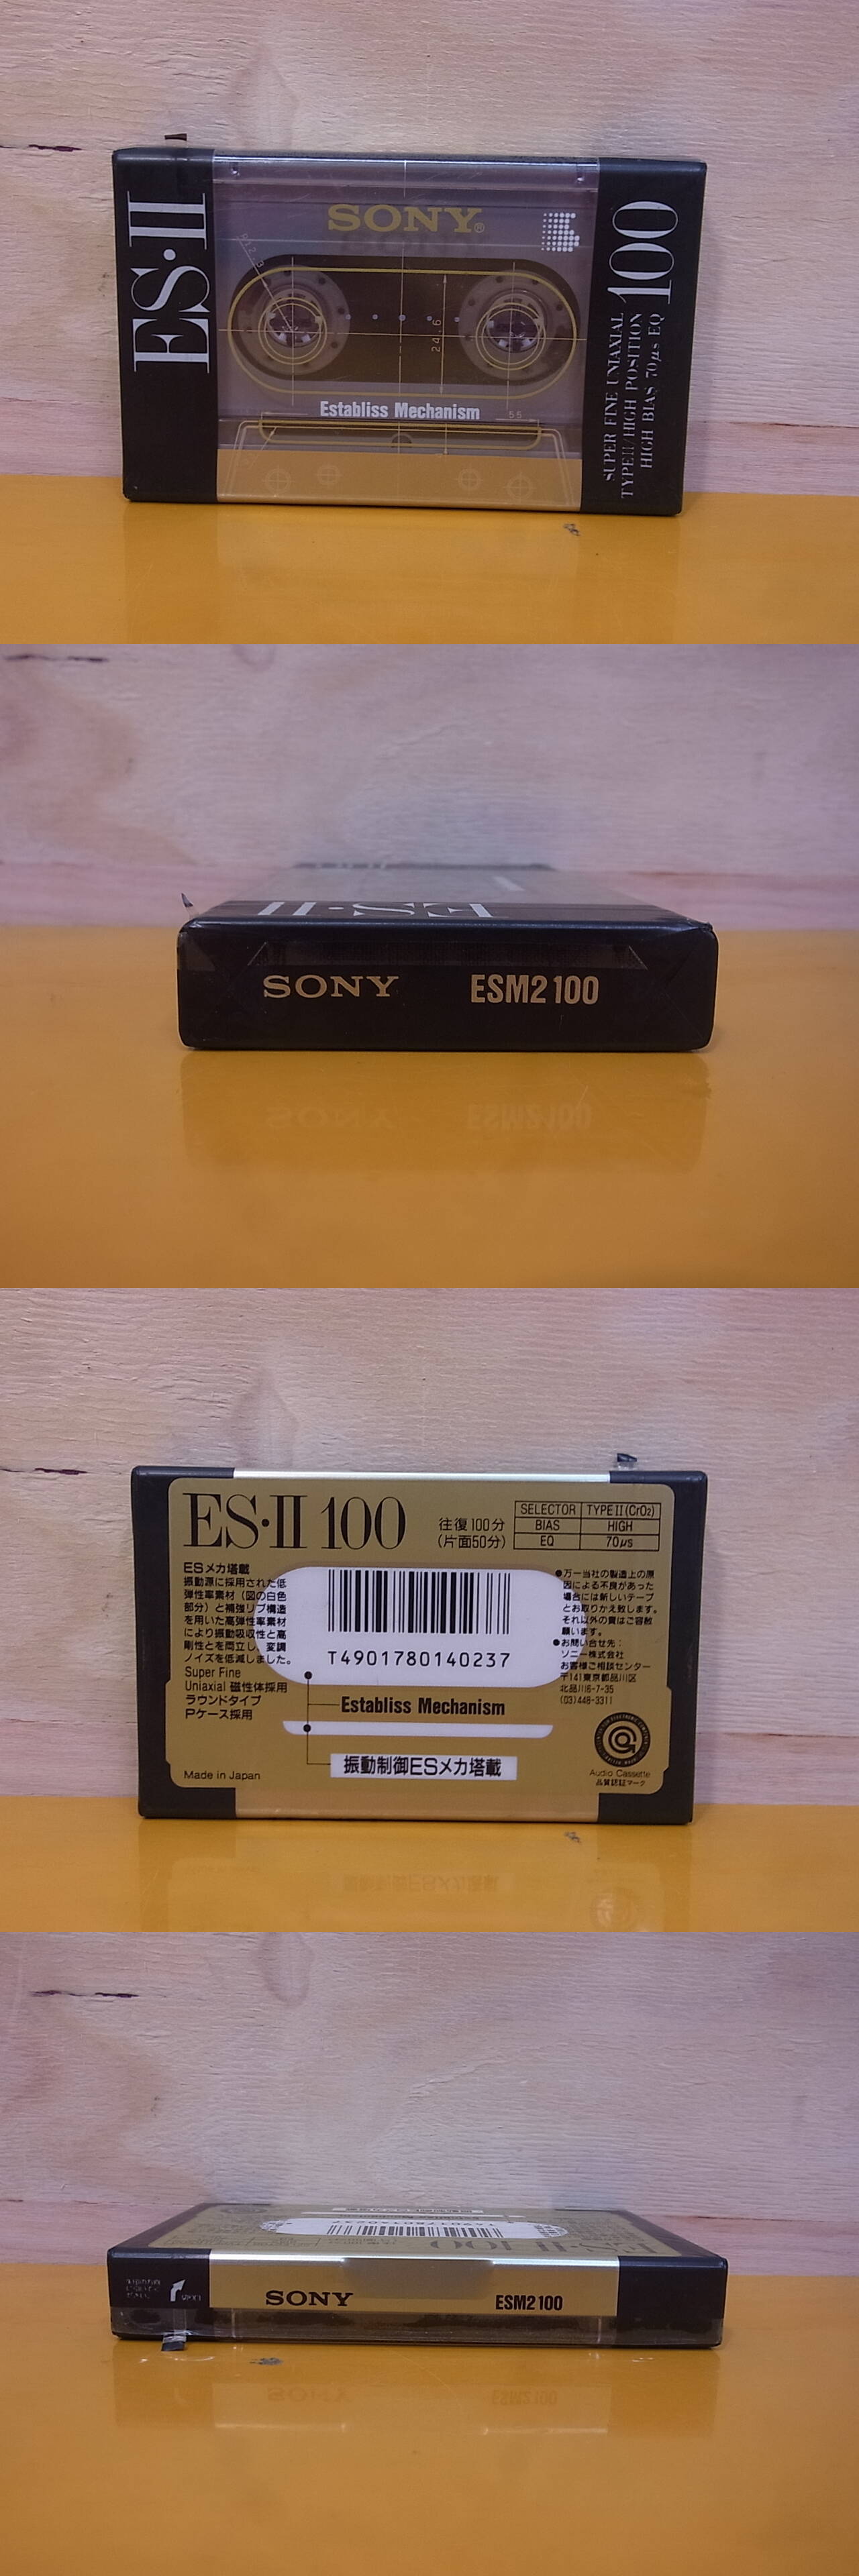 ES・II
SONY®
R12.3
24.6
Establiss Mechanism
55
100
SUPER FINE UNIAXIAL
TYPEII/HIGH POSITION
HIGH BIAS 70μs EQ
ES・II
SONY ESM2 100
ES・II 100
往復100分
(片面50分)
SELECTOR TYPE II (CrO2)
BIAS HIGH
EQ 70μs
ESメカ塔載
振動源に採用された低
弾性率素材(図の白色
部分)と補強リブ構造
を用いた高弾性率素材
により振動吸収性と高
剛性とを両立し、変調
ノイズを低減しました。
Super Fine
Uniaxial 磁性体採用
ラウンドタイプ
Pケース採用
Made in Japan
T4901780140237
Establiss Mechanism
振動制御ESメカ塔載
●万一当社の製造上の原
因による不良があった
場合には新しいテープ
とお取りかえ致します。
それ以外の責はご容赦
願います。
●お問い合せ先:
ソニー株式会社
お客様ご相談センター
〒141東京都品川区
北品川6-7-35
(03)448-3311
Audio Cassette
品質認証マーク
SONY ESM2 100